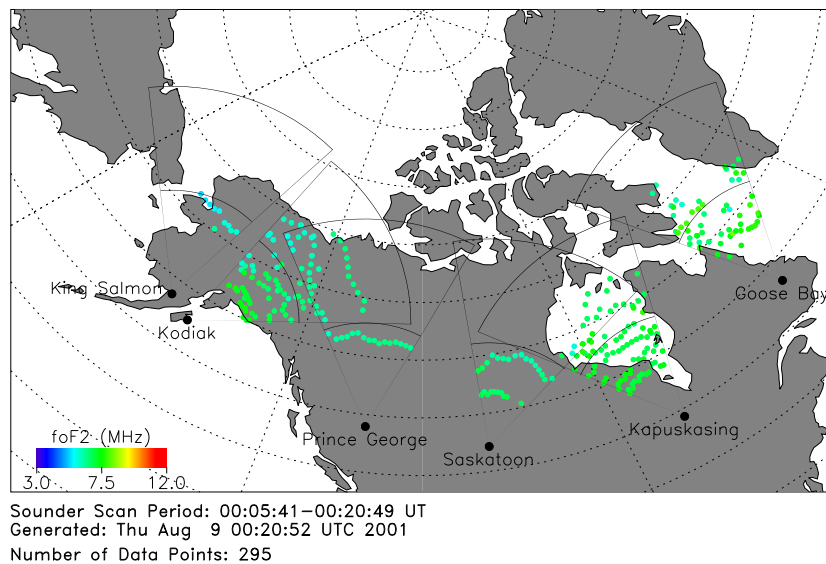 King Salmon
Goose Bay
Kodiak
Prince George
Kapuskasing
Saskatoon
foF2 (MHz)
3.0 7.5 12.0
Sounder Scan Period: 00:05:41-00:20:49 UT
Generated: Thu Aug  9 00:20:52 UTC 2001
Number of Data Points: 295